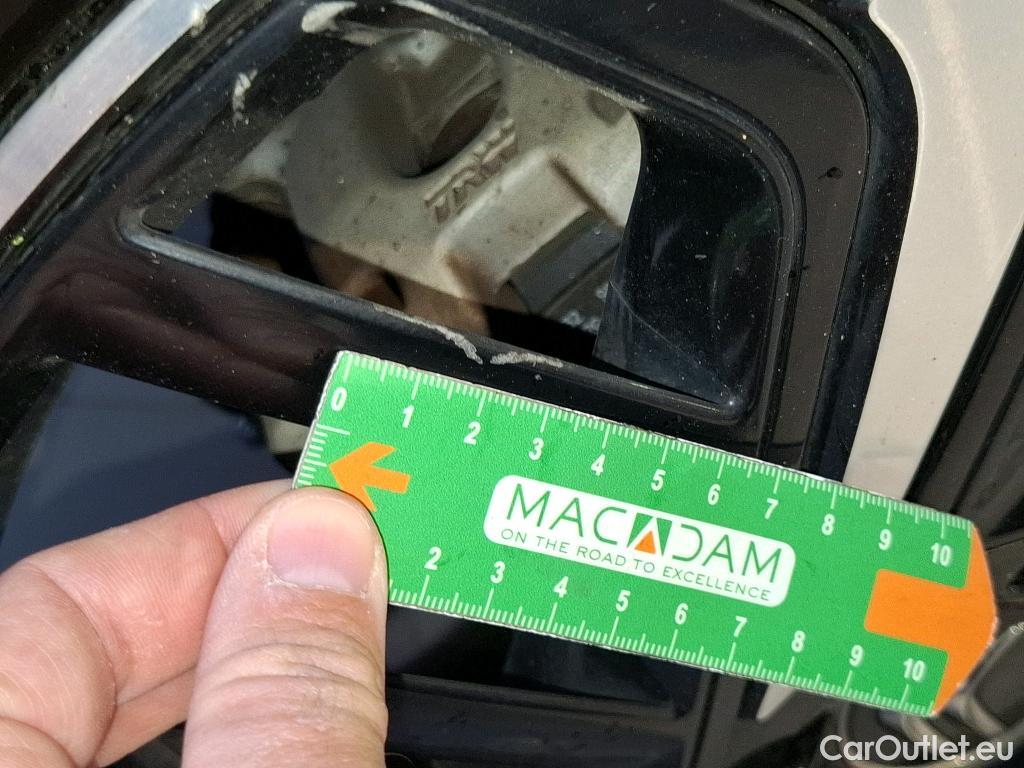 TRW
0 1 2 3 4 5 6 7 8 9 10
MACADAM
ON THE ROAD TO EXCELLENCE
2 3 4 5 6 7 8 9 10
CarOutlet.eu